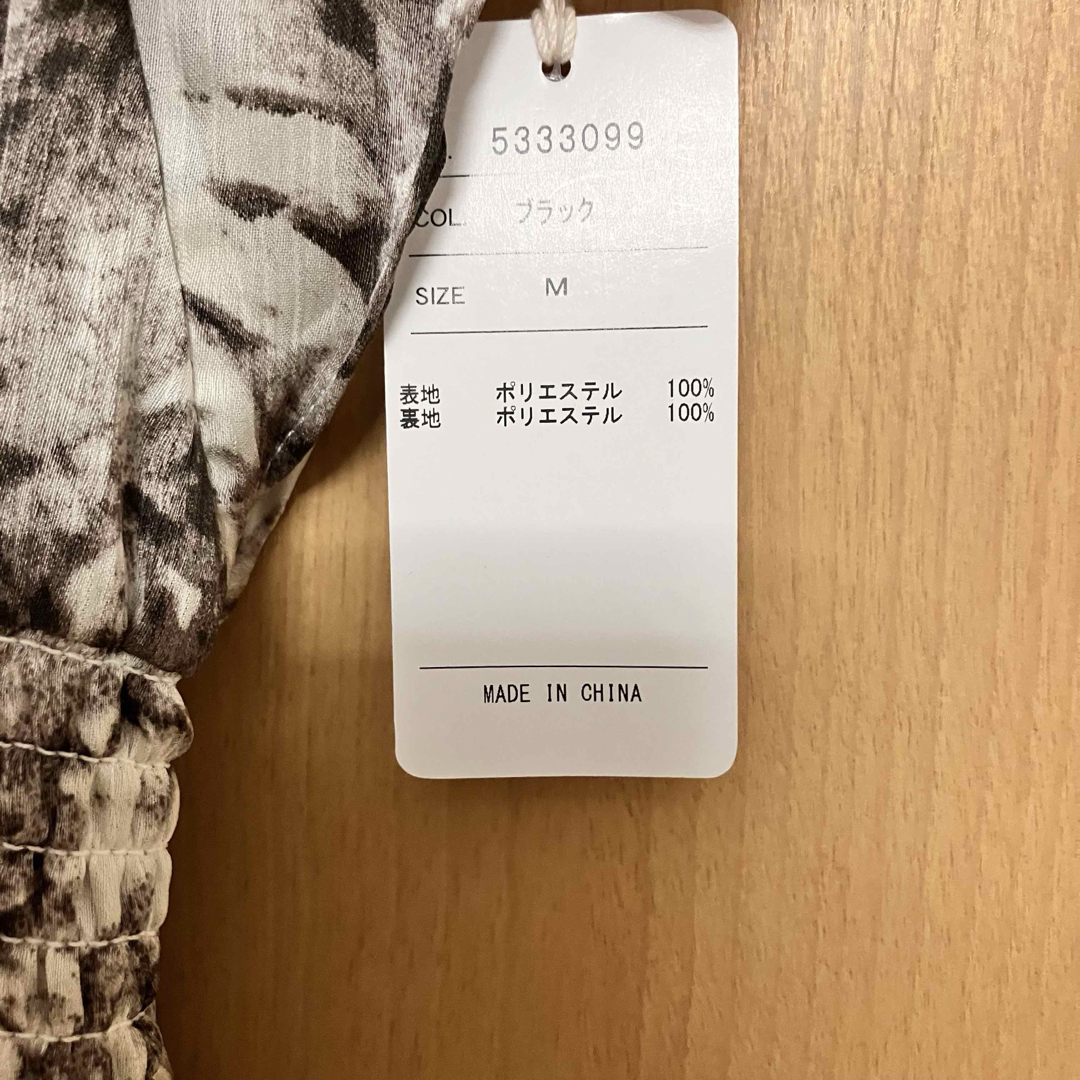 5333099
COL. ブラック
SIZE M
表地 ポリエステル 100%
裏地 ポリエステル 100%
MADE IN CHINA